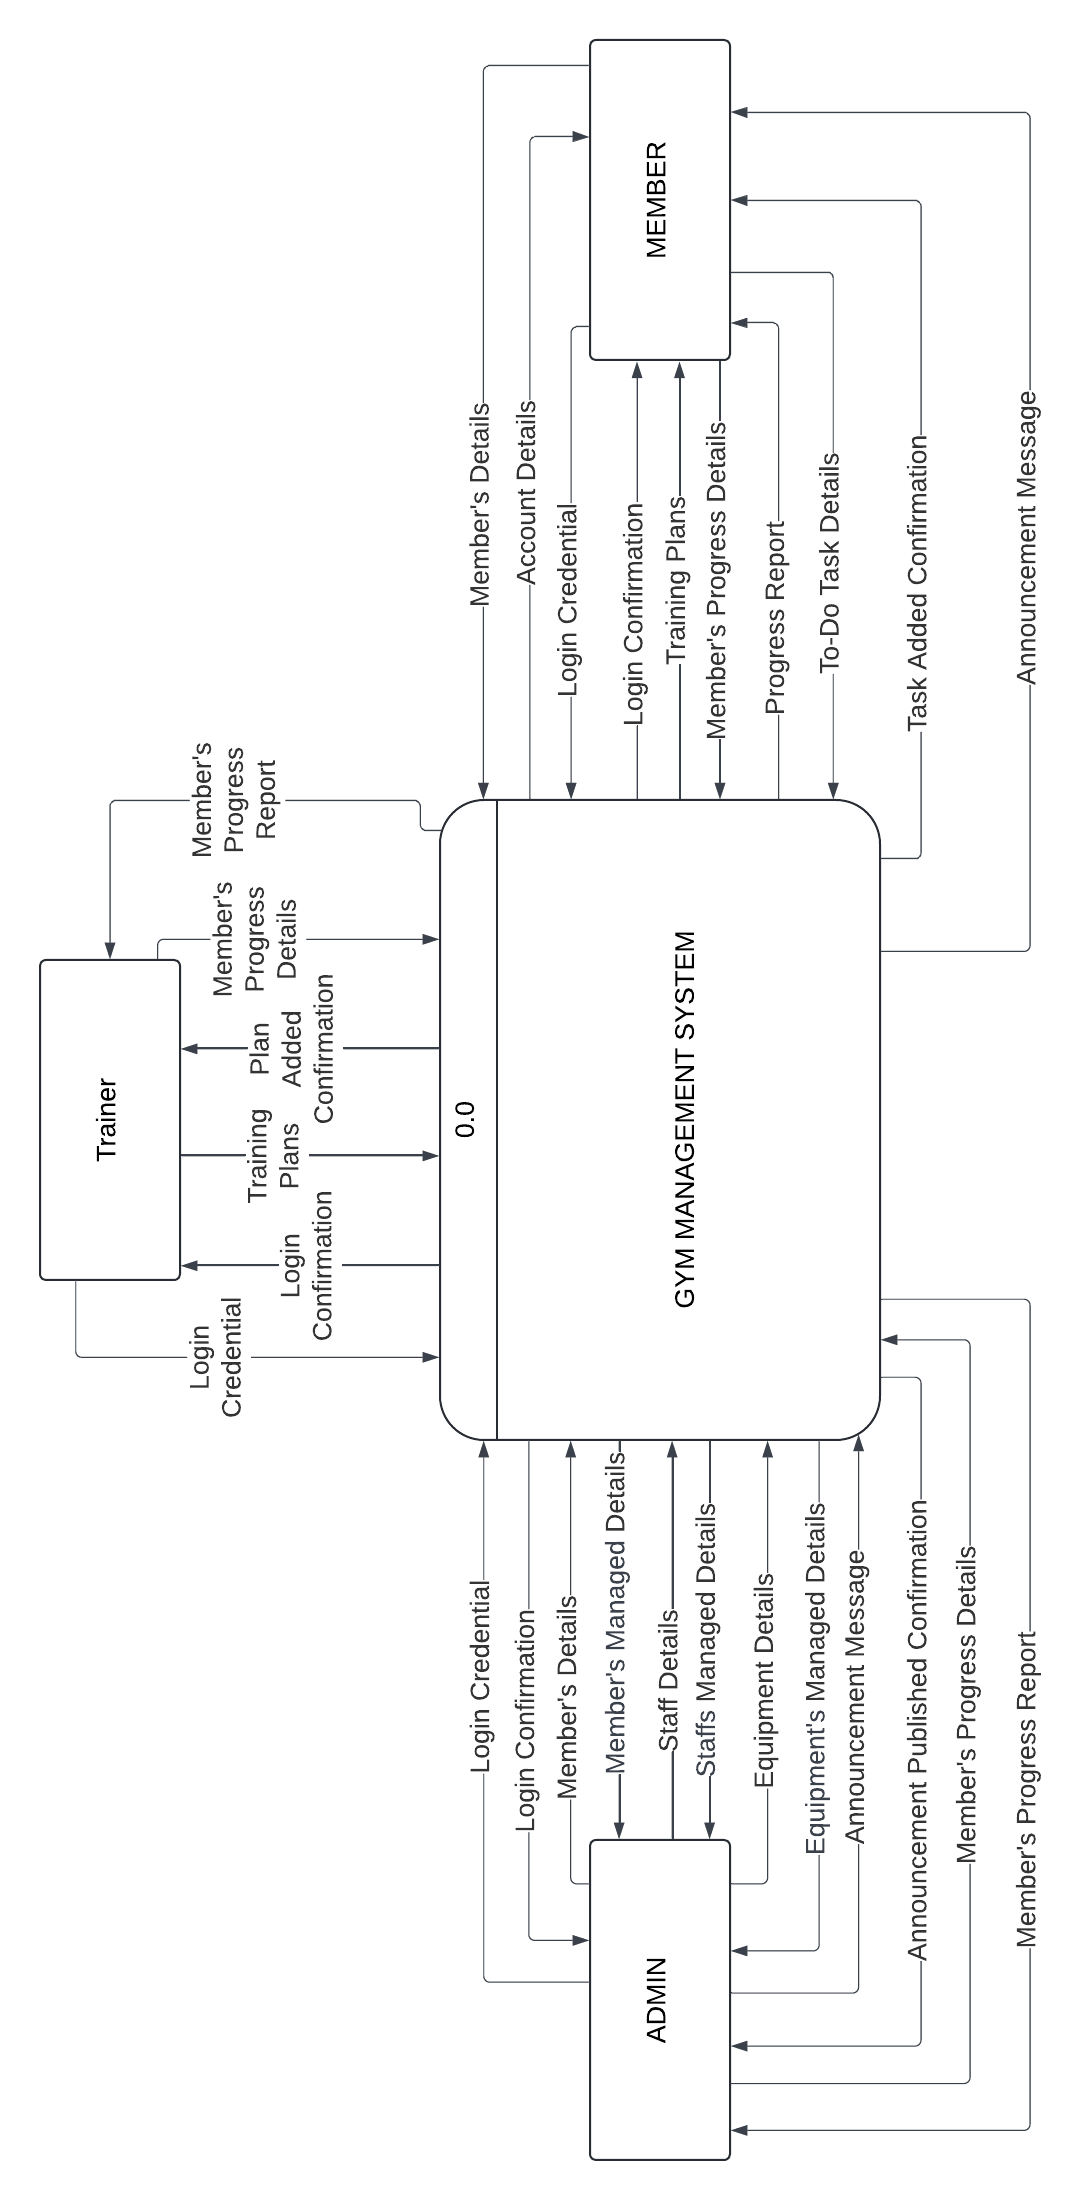 Trainer
Login
Credential
Login
Confirmation
Training
Plans
Plan
Added
Confirmation
Member's
Progress
Details
Member's
Progress
Report
0.0
GYM MANAGEMENT SYSTEM
ADMIN
Login Credential
Login Confirmation
Member's Details
Member's Managed Details
Staff Details
Staffs Managed Details
Equipment Details
Equipment's Managed Details
Announcement Message
Announcement Published Confirmation
Member's Progress Details
Member's Progress Report
MEMBER
Member's Details
Account Details
Login Credential
Login Confirmation
Training Plans
Member's Progress Details
Progress Report
To-Do Task Details
Task Added Confirmation
Announcement Message